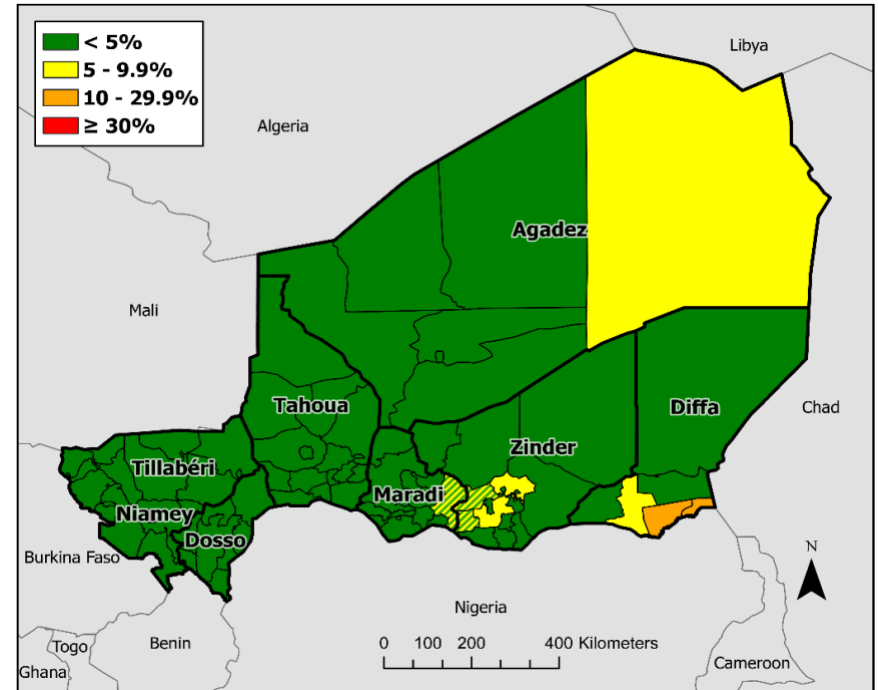 < 5%
5 - 9.9%
10 - 29.9%
≥ 30%
Libya
Algeria
Agadez
Mali
Tahoua
Diffa
Chad
Zinder
Tillabéri
Maradi
Niamey
Dosso
Burkina Faso
N
Nigeria
Togo
Benin
0 100 200 400 Kilometers
Ghana
Cameroon